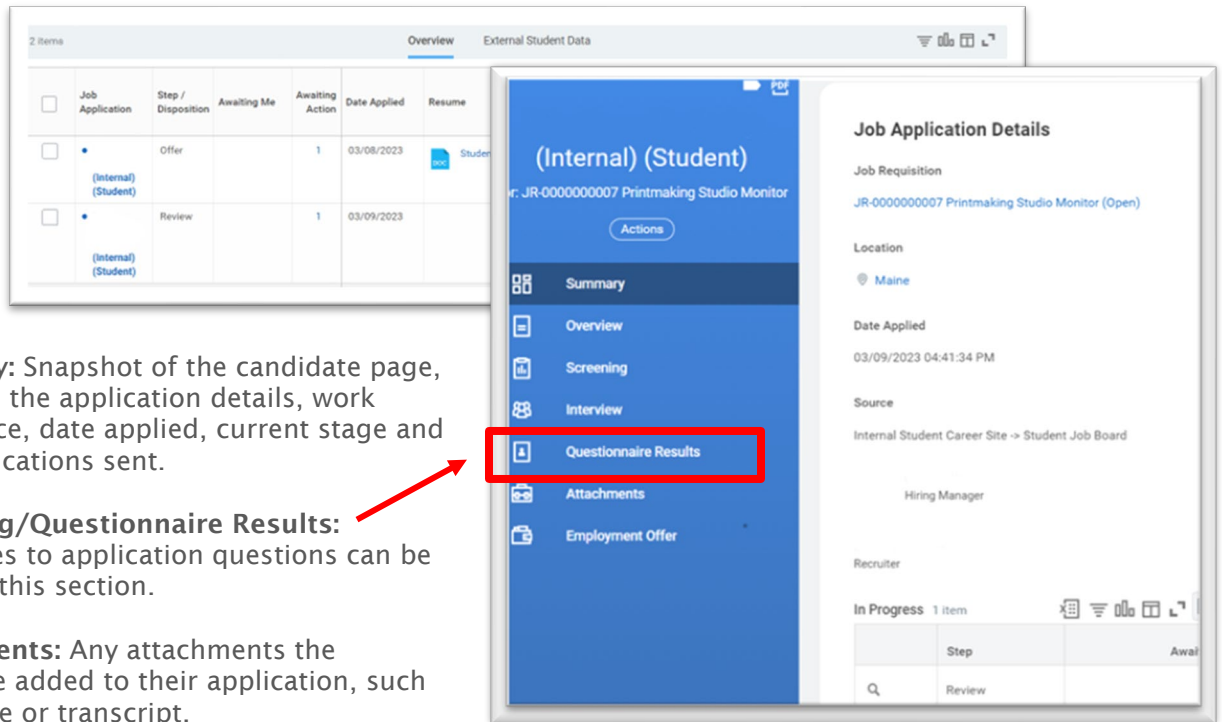 2 items
Overview
External Student Data
Job Application
Step / Disposition
Awaiting Me
Awaiting Action
Date Applied
Resume
Offer
1
03/08/2023
DOC
(Internal)
(Student)
Review
1
03/09/2023
(Internal)
(Student)
PDF
(Internal) (Student)
JR-0000000007 Printmaking Studio Monitor
Actions
Summary
Overview
Screening
Interview
Questionnaire Results
Attachments
Employment Offer
Job Application Details
Job Requisition
JR-0000000007 Printmaking Studio Monitor (Open)
Location
Maine
Date Applied
03/09/2023 04:41:34 PM
Source
Internal Student Career Site -> Student Job Board
Hiring Manager
Recruiter
In Progress 1 item
Step
Review
Snapshot of the candidate page,
the application details, work
date applied, current stage and
sent.
Questionnaire Results:
to application questions can be
this section.
Any attachments the
added to their application, such
or transcript.